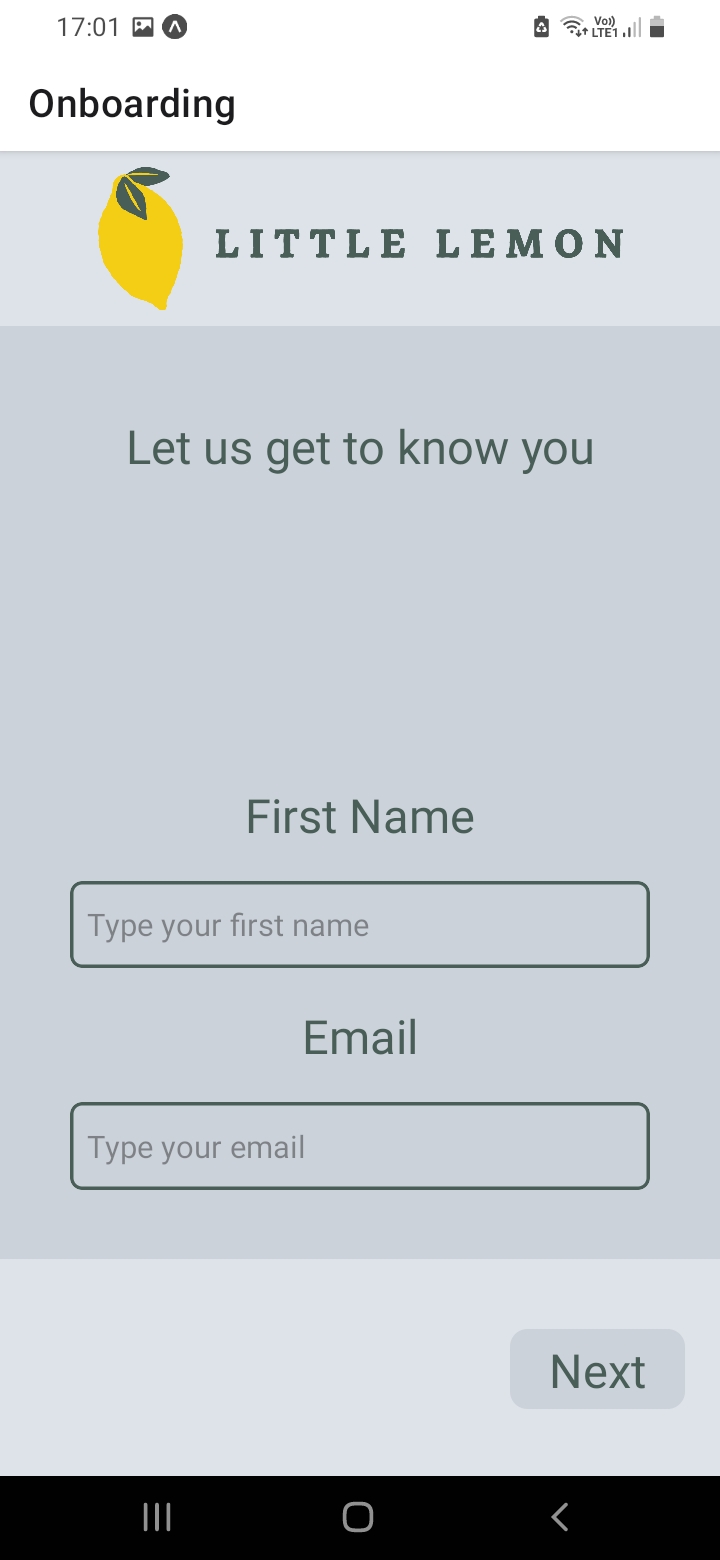 17:01
Vo)) LTE1
Onboarding
LITTLE LEMON
Let us get to know you
First Name
Type your first name
Email
Type your email
Next